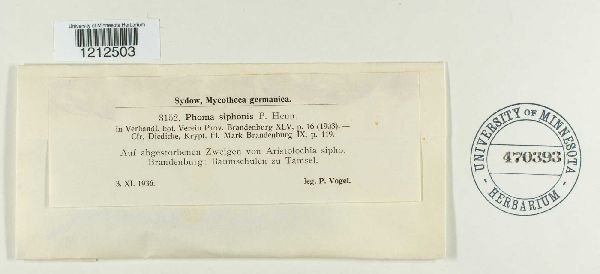 University of Minnesota Herbarium
1212503
Sydow, Mycotheca germanica.
3152. Phoma siphonis P. Henn.
in Verhandl. bot. Verein Prov. Brandenburg XLV, p. 16 (1903). —
Cfr. Diedicke, Krypt. Fl. Mark Brandenburg IX, p. 119.
Auf abgestorbenen Zweigen von Aristolochia sipho.
Brandenburg: Baumschulen zu Tamsel.
3. XI. 1936. leg. P. Vogel.
UNIVERSITY OF MINNESOTA
470393
- HERBARIUM -